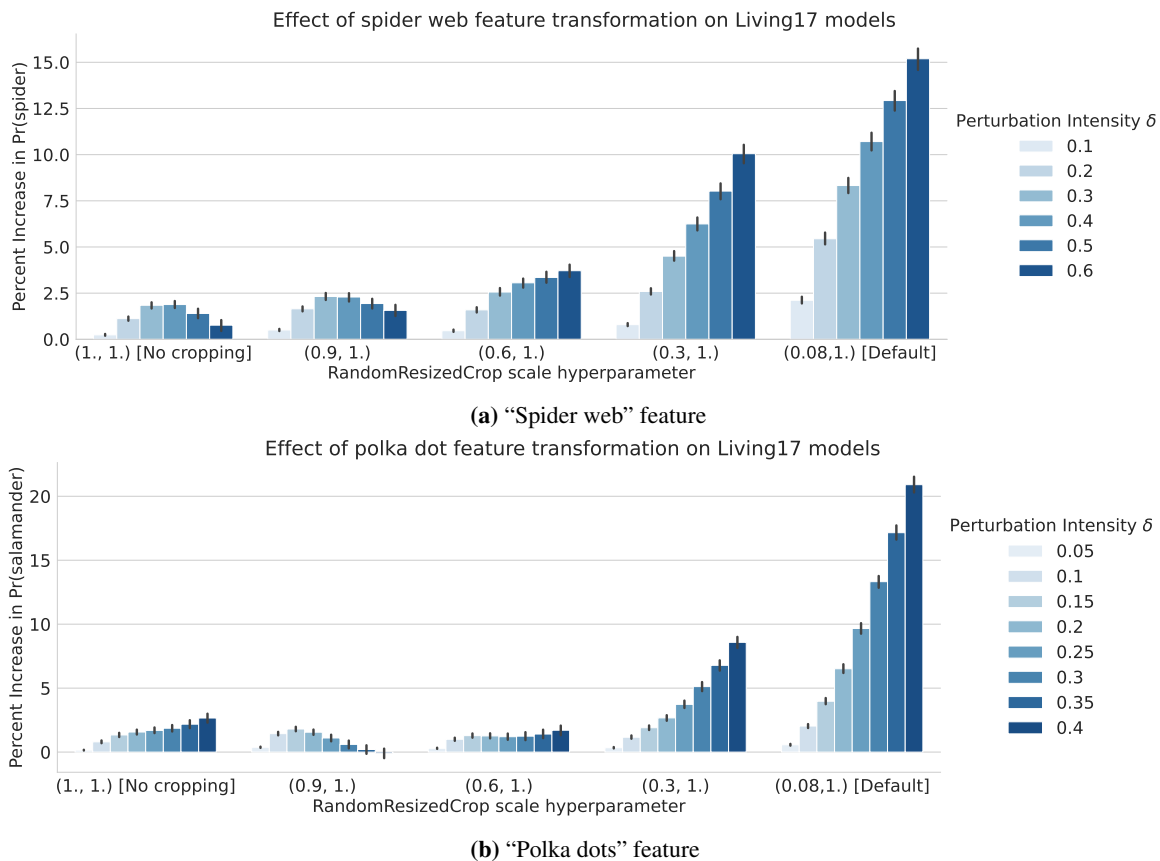 Effect of spider web feature transformation on Living17 models
Percent Increase in Pr(spider)
15.0
12.5
10.0
7.5
5.0
2.5
0.0
(1., 1.) [No cropping]
(0.9, 1.)
(0.6, 1.)
(0.3, 1.)
(0.08,1.) [Default]
RandomResizedCrop scale hyperparameter
Perturbation Intensity δ
0.1
0.2
0.3
0.4
0.5
0.6
(a) “Spider web” feature
Effect of polka dot feature transformation on Living17 models
Percent Increase in Pr(salamander)
20
15
10
5
0
(1., 1.) [No cropping]
(0.9, 1.)
(0.6, 1.)
(0.3, 1.)
(0.08,1.) [Default]
RandomResizedCrop scale hyperparameter
Perturbation Intensity δ
0.05
0.1
0.15
0.2
0.25
0.3
0.35
0.4
(b) “Polka dots” feature